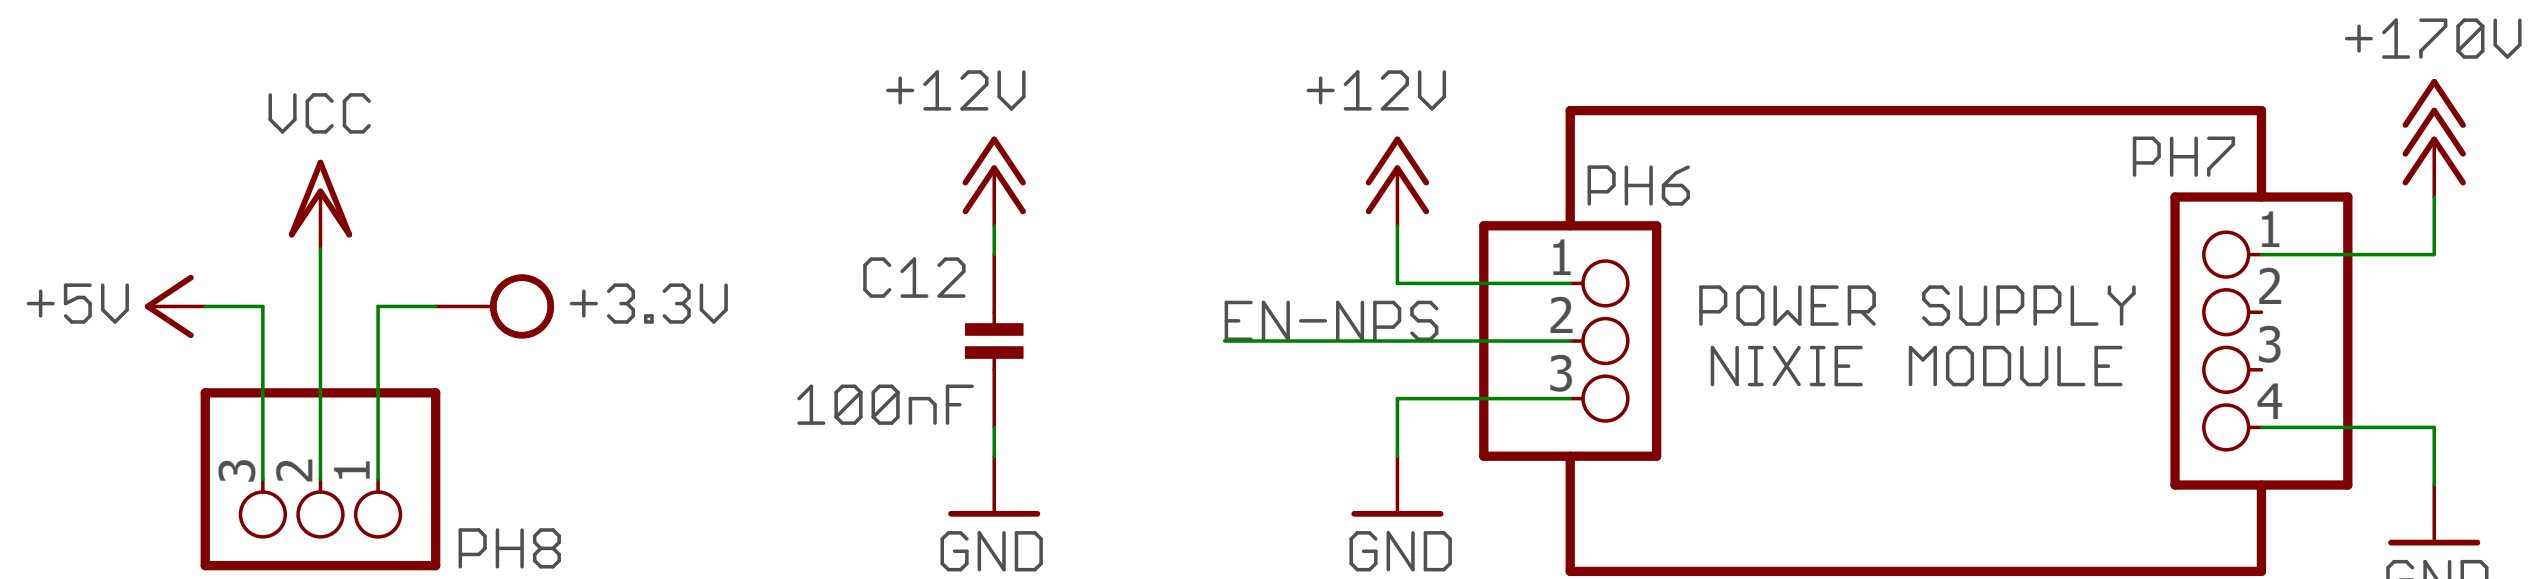 +170V
VCC
+12V
+12V
PH7
PH6
1
1
C12
2
+5V
+3.3V
EN-NPS
2
POWER SUPPLY
3
3
NIXIE MODULE
100nF
4
3 2 1
PH8
GND
GND
GND